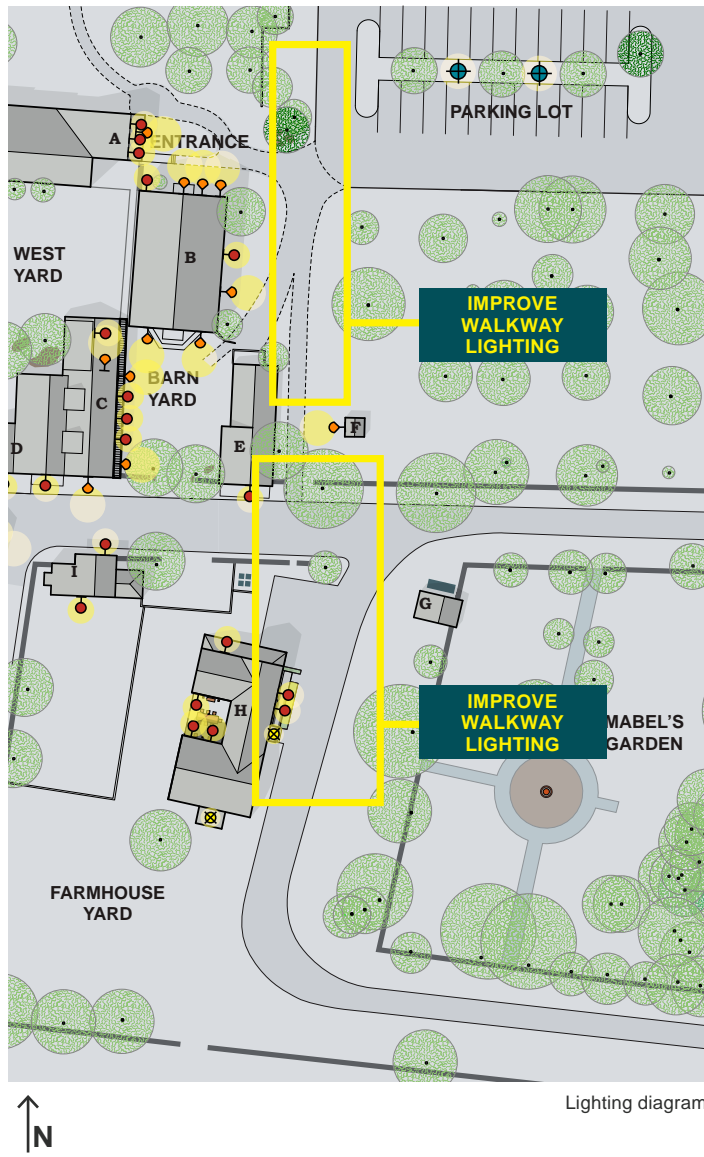 PARKING LOT
A
ENTRANCE
B
WEST
YARD
IMPROVE
WALKWAY
LIGHTING
BARN
YARD
C
F
D
E
I
G
H
IMPROVE
WALKWAY
LIGHTING
MABEL'S
GARDEN
FARMHOUSE
YARD
Lighting diagram
N